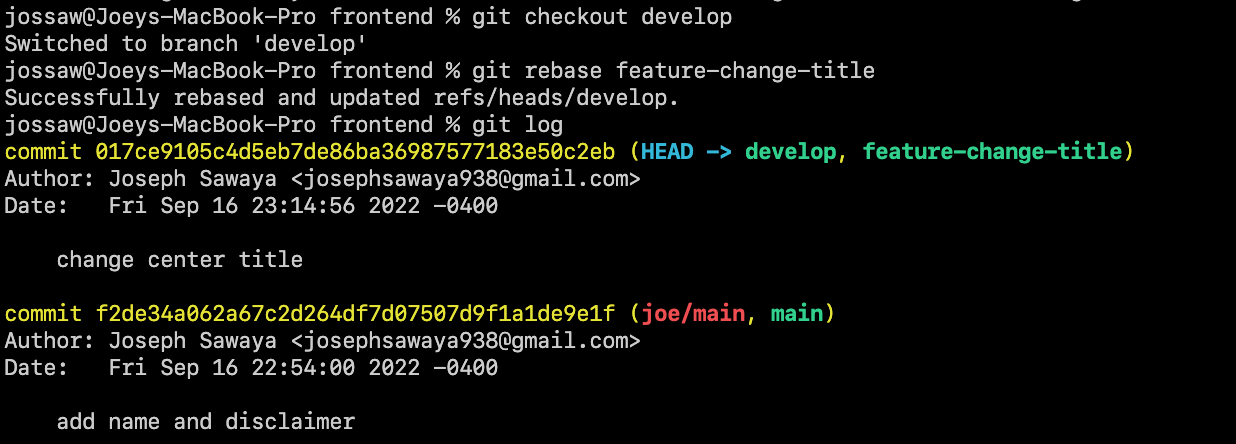 jossaw@Joeys-MacBook-Pro frontend % git checkout develop
Switched to branch 'develop'
jossaw@Joeys-MacBook-Pro frontend % git rebase feature-change-title
Successfully rebased and updated refs/heads/develop.
jossaw@Joeys-MacBook-Pro frontend % git log
commit 017ce9105c4d5eb7de86ba36987577183e50c2eb (HEAD -> develop, feature-change-title)
Author: Joseph Sawaya <josephsawaya938@gmail.com>
Date:   Fri Sep 16 23:14:56 2022 -0400

    change center title

commit f2de34a062a67c2d264df7d07507d9f1a1de9e1f (joe/main, main)
Author: Joseph Sawaya <josephsawaya938@gmail.com>
Date:   Fri Sep 16 22:54:00 2022 -0400

    add name and disclaimer